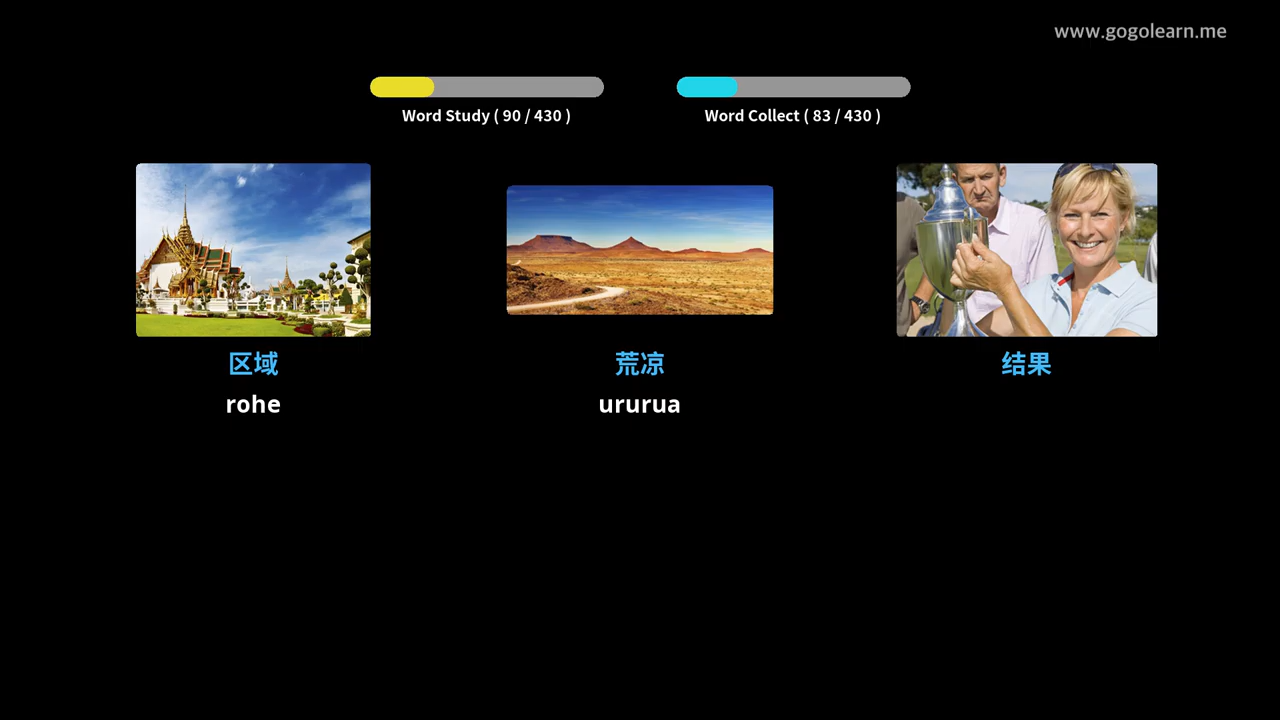 www.gogolearn.me
Word Study ( 90 / 430 )
Word Collect ( 83 / 430 )
区域
荒凉
结果
rohe
ururua